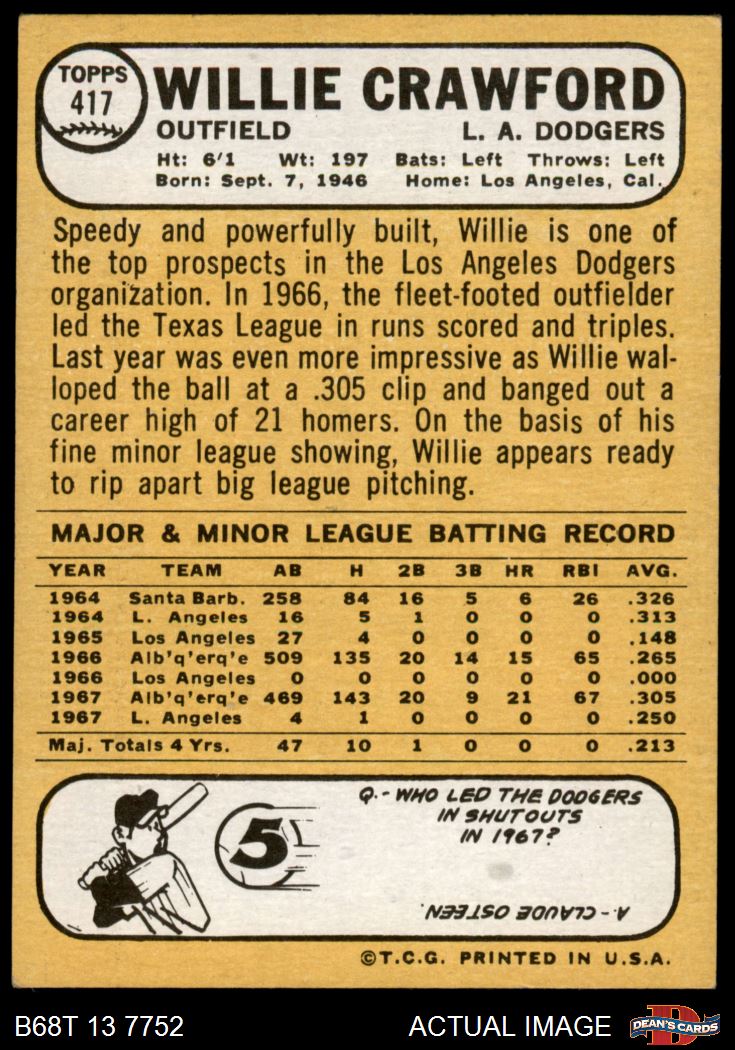 TOPPS
417
WILLIE CRAWFORD
OUTFIELD L. A. DODGERS
Ht: 6'1 Wt: 197 Bats: Left Throws: Left
Born: Sept. 7, 1946 Home: Los Angeles, Cal.
Speedy and powerfully built, Willie is one of
the top prospects in the Los Angeles Dodgers
organization. In 1966, the fleet-footed outfielder
led the Texas League in runs scored and triples.
Last year was even more impressive as Willie wal-
loped the ball at a .305 clip and banged out a
career high of 21 homers. On the basis of his
fine minor league showing, Willie appears ready
to rip apart big league pitching.
MAJOR & MINOR LEAGUE BATTING RECORD
YEAR TEAM AB H 2B 3B HR RBI AVG.
1964 Santa Barb. 258 84 16 5 6 26 .326
1964 L. Angeles 16 5 1 0 0 0 .313
1965 Los Angeles 27 4 0 0 0 0 .148
1966 Alb'q'erq'e 509 135 20 14 15 65 .265
1966 Los Angeles 0 0 0 0 0 0 .000
1967 Alb'q'erq'e 469 143 20 9 21 67 .305
1967 L. Angeles 4 1 0 0 0 0 .250
Maj. Totals 4 Yrs. 47 10 1 0 0 0 .213
5
Q.- WHO LED THE DODGERS
IN SHUTOUTS
IN 1967?
A.- CLAUDE OSTEEN.
©T.C.G. PRINTED IN U.S.A.
B68T 13 7752 ACTUAL IMAGE
D
DEAN'S CARDS